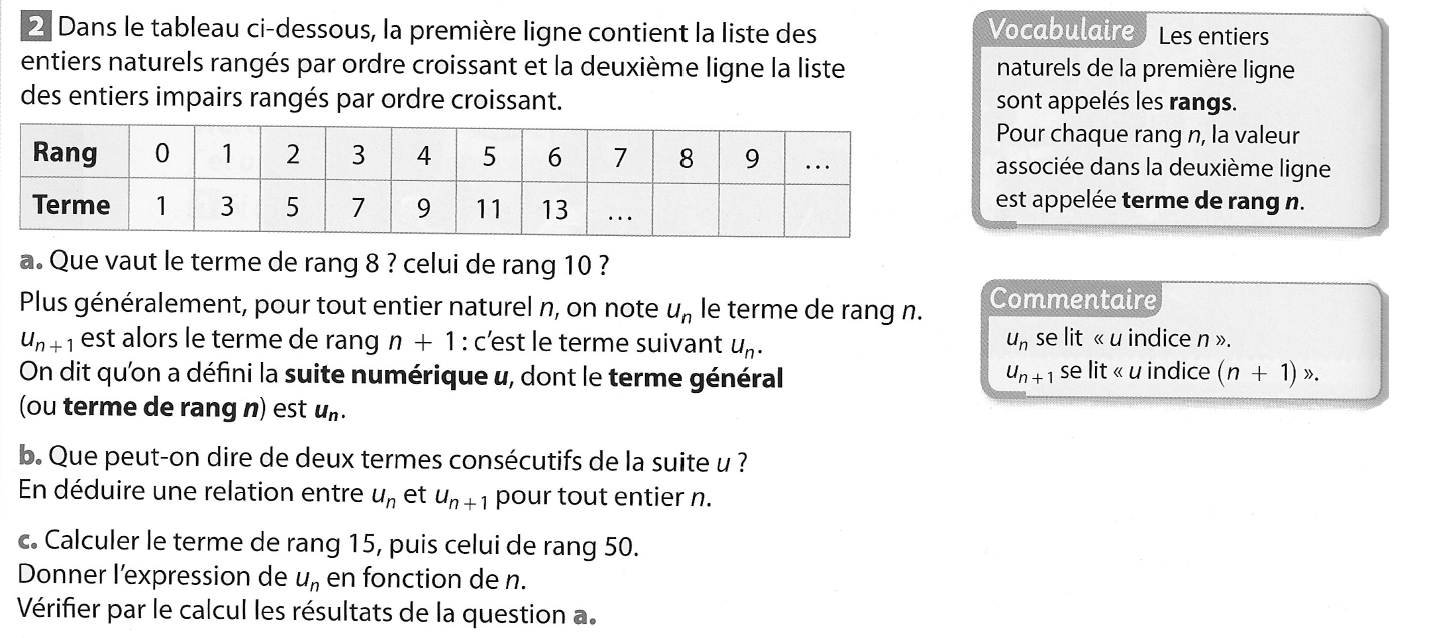 2 Dans le tableau ci-dessous, la première ligne contient la liste des
entiers naturels rangés par ordre croissant et la deuxième ligne la liste
des entiers impairs rangés par ordre croissant.
Rang 0 1 2 3 4 5 6 7 8 9 ...
Terme 1 3 5 7 9 11 13 ...
a. Que vaut le terme de rang 8 ? celui de rang 10 ?
Plus généralement, pour tout entier naturel n, on note uₙ le terme de rang n.
uₙ₊₁ est alors le terme de rang n + 1 : c'est le terme suivant uₙ.
On dit qu'on a défini la suite numérique u, dont le terme général
(ou terme de rang n) est uₙ.
b. Que peut-on dire de deux termes consécutifs de la suite u ?
En déduire une relation entre uₙ et uₙ₊₁ pour tout entier n.
c. Calculer le terme de rang 15, puis celui de rang 50.
Donner l'expression de uₙ en fonction de n.
Vérifier par le calcul les résultats de la question a.
Vocabulaire Les entiers
naturels de la première ligne
sont appelés les rangs.
Pour chaque rang n, la valeur
associée dans la deuxième ligne
est appelée terme de rang n.
Commentaire
uₙ se lit « u indice n ».
uₙ₊₁ se lit « u indice (n + 1) ».